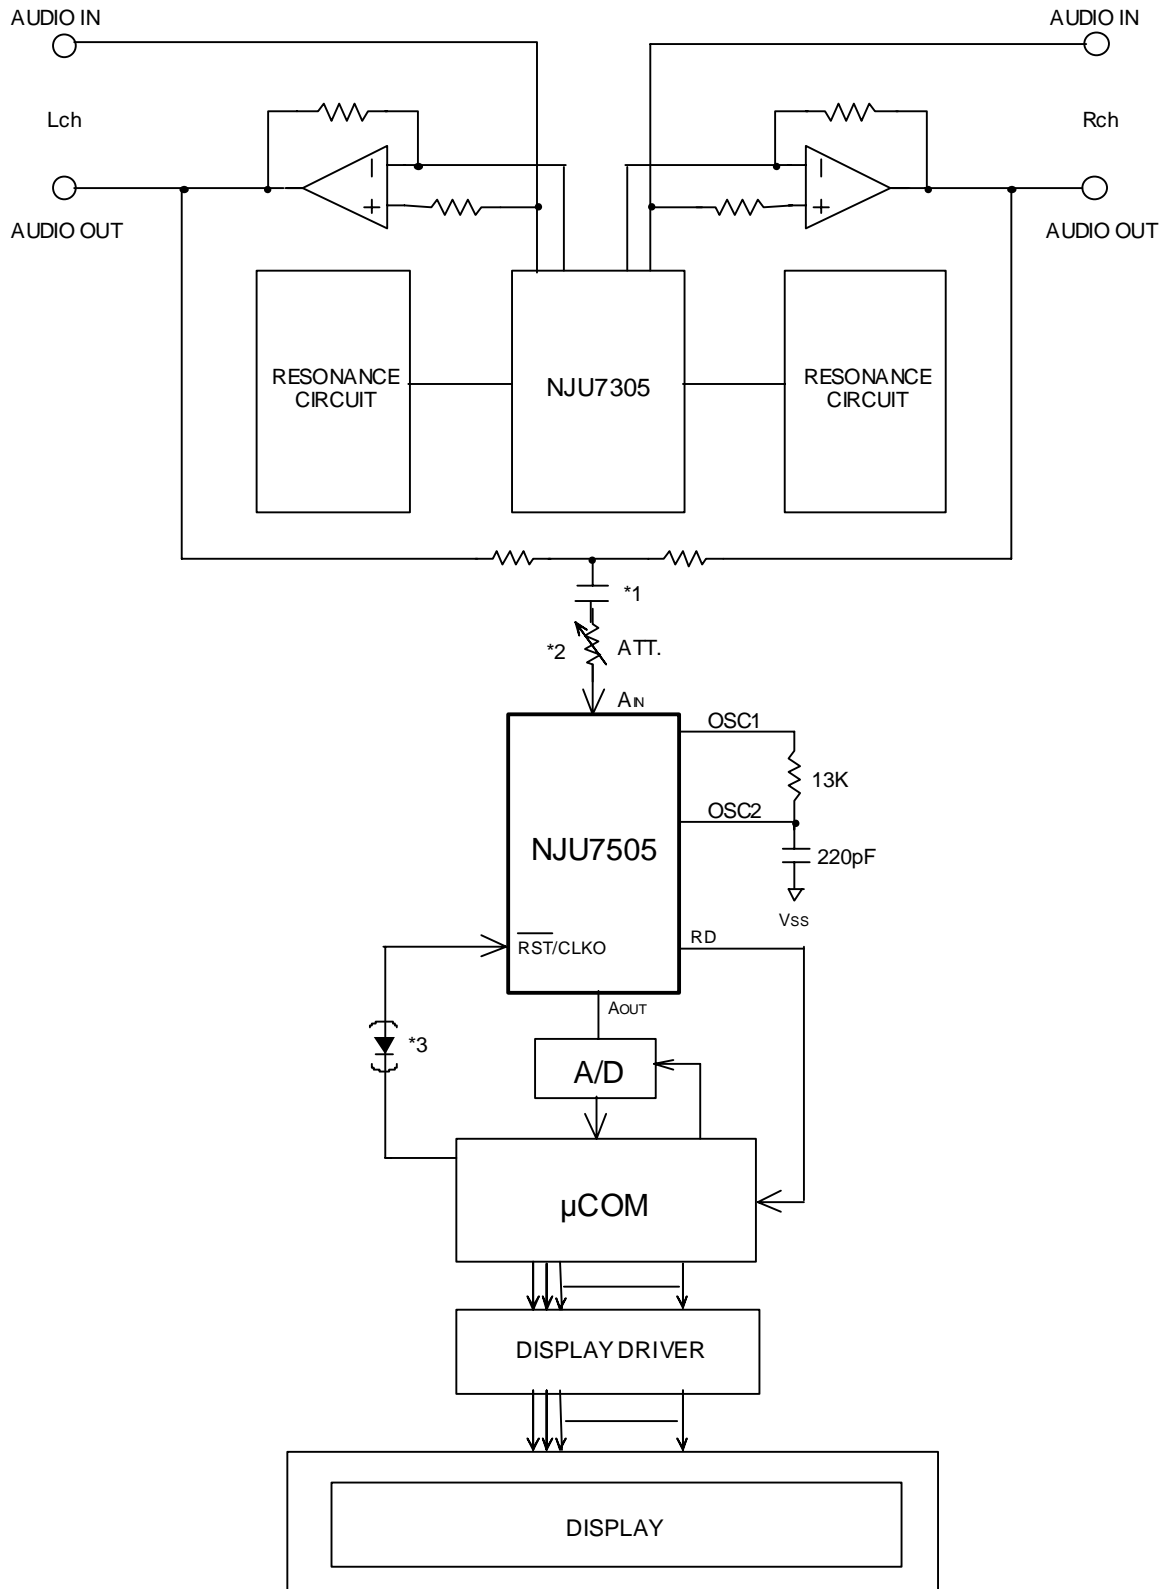 AUDIO IN
AUDIO IN
Lch
Rch
AUDIO OUT
AUDIO OUT
RESONANCE
CIRCUIT
NJU7305
RESONANCE
CIRCUIT
*1
*2
ATT.
AIN
OSC1
13K
OSC2
NJU7505
220pF
VSS
RST/CLKO
RD
AOUT
*3
A/D
µCOM
DISPLAY DRIVER
DISPLAY